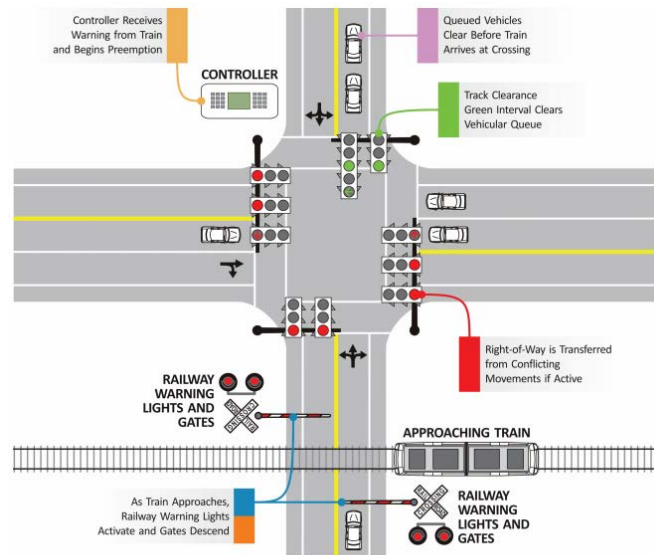 Controller Receives
Warning from Train
and Begins Preemption
Queued Vehicles
Clear Before Train
Arrives at Crossing
CONTROLLER
Track Clearance
Green Interval Clears
Vehicular Queue
Right-of-Way is Transferred
from Conflicting
Movements if Active
RAILWAY
WARNING
LIGHTS AND
GATES
APPROACHING TRAIN
As Train Approaches,
Railway Warning Lights
Activate and Gates Descend
RAILWAY
WARNING
LIGHTS AND
GATES